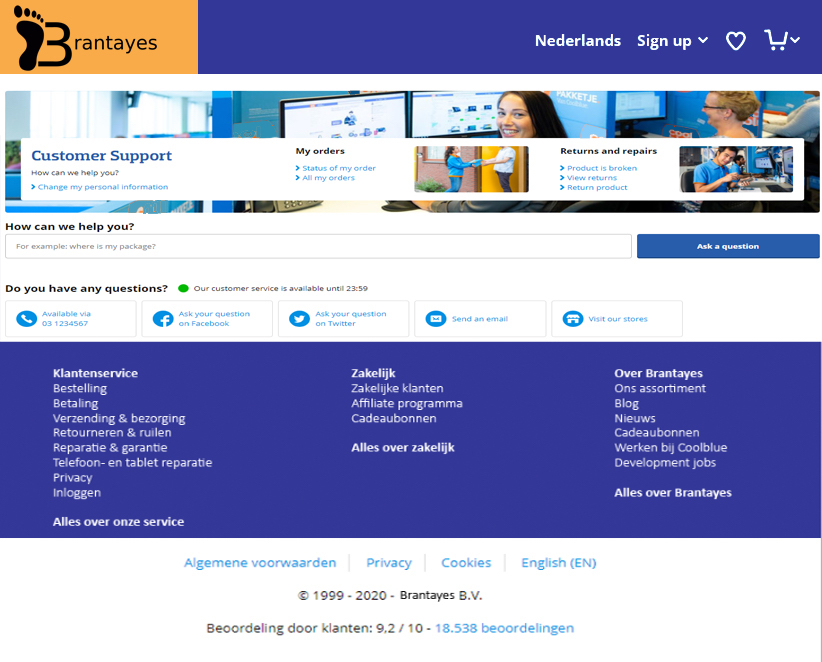 Brantayes
Nederlands Sign up
PAKKETJE
Customer Support
How can we help you?
Change my personal information
My orders
Status of my order
All my orders
Returns and repairs
Product is broken
View returns
Return product
How can we help you?
For example: where is my package?
Ask a question
Do you have any questions? Our customer service is available until 23:59
Available via
03 1234567
Ask your question
on Facebook
Ask your question
on Twitter
Send an email
Visit our stores
Klantenservice
Bestelling
Betaling
Verzending & bezorging
Retourneren & ruilen
Reparatie & garantie
Telefoon- en tablet reparatie
Privacy
Inloggen
Alles over onze service
Zakelijk
Zakelijke klanten
Affiliate programma
Cadeaubonnen
Alles over zakelijk
Over Brantayes
Ons assortiment
Blog
Nieuws
Cadeaubonnen
Werken bij Coolblue
Development jobs
Alles over Brantayes
Algemene voorwaarden Privacy Cookies English (EN)
© 1999 - 2020 - Brantayes B.V.
Beoordeling door klanten: 9,2 / 10 - 18.538 beoordelingen